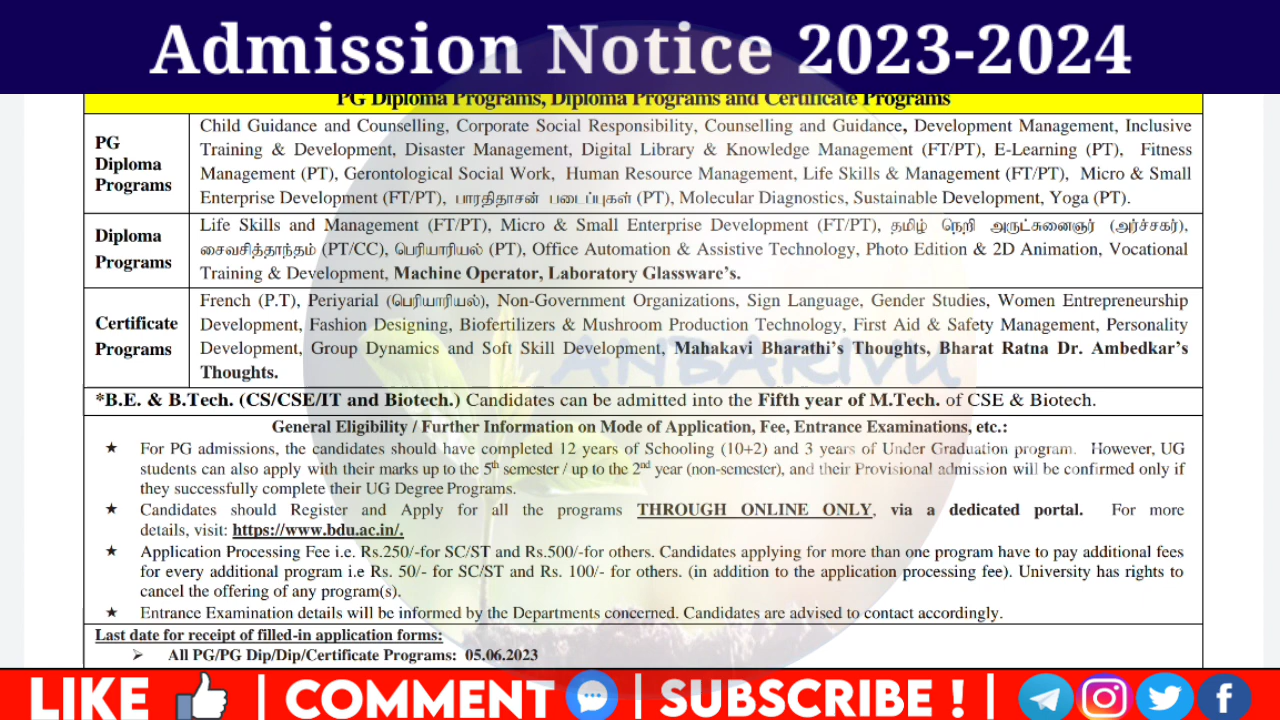 Admission Notice 2023-2024
PG Diploma Programs, Diploma Programs and Certificate Programs
PG
Diploma
Programs
Child Guidance and Counselling, Corporate Social Responsibility, Counselling and Guidance, Development Management, Inclusive
Training & Development, Disaster Management, Digital Library & Knowledge Management (FT/PT), E-Learning (PT), Fitness
Management (PT), Gerontological Social Work, Human Resource Management, Life Skills & Management (FT/PT), Micro & Small
Enterprise Development (FT/PT), பாரதிதாசன் படைப்புகள் (PT), Molecular Diagnostics, Sustainable Development, Yoga (PT).
Diploma
Programs
Life Skills and Management (FT/PT), Micro & Small Enterprise Development (FT/PT), தமிழ் நெறி அருட்சுனைஞர் (அர்ச்சகர்),
சைவசித்தாந்தம் (PT/CC), பெரியாரியல் (PT), Office Automation & Assistive Technology, Photo Edition & 2D Animation, Vocational
Training & Development, Machine Operator, Laboratory Glassware's.
Certificate
Programs
French (P.T), Periyarial (பெரியாரியல்), Non-Government Organizations, Sign Language, Gender Studies, Women Entrepreneurship
Development, Fashion Designing, Biofertilizers & Mushroom Production Technology, First Aid & Safety Management, Personality
Development, Group Dynamics and Soft Skill Development, Mahakavi Bharathi's Thoughts, Bharat Ratna Dr. Ambedkar's
Thoughts.
ANBARIVU
*B.E. & B.Tech. (CS/CSE/IT and Biotech.) Candidates can be admitted into the Fifth year of M.Tech. of CSE & Biotech.
General Eligibility / Further Information on Mode of Application, Fee, Entrance Examinations, etc.:
★ For PG admissions, the candidates should have completed 12 years of Schooling (10+2) and 3 years of Under Graduation program. However, UG
students can also apply with their marks up to the 5th semester / up to the 2nd year (non-semester), and their Provisional admission will be confirmed only if
they successfully complete their UG Degree Programs.
★ Candidates should Register and Apply for all the programs THROUGH ONLINE ONLY, via a dedicated portal. For more
details, visit: https://www.bdu.ac.in/.
★ Application Processing Fee i.e. Rs.250/-for SC/ST and Rs.500/-for others. Candidates applying for more than one program have to pay additional fees
for every additional program i.e Rs. 50/- for SC/ST and Rs. 100/- for others. (in addition to the application processing fee). University has rights to
cancel the offering of any program(s).
★ Entrance Examination details will be informed by the Departments concerned. Candidates are advised to contact accordingly.
Last date for receipt of filled-in application forms:
➢ All PG/PG Dip/Dip/Certificate Programs: 05.06.2023
LIKE | COMMENT | SUBSCRIBE ! |